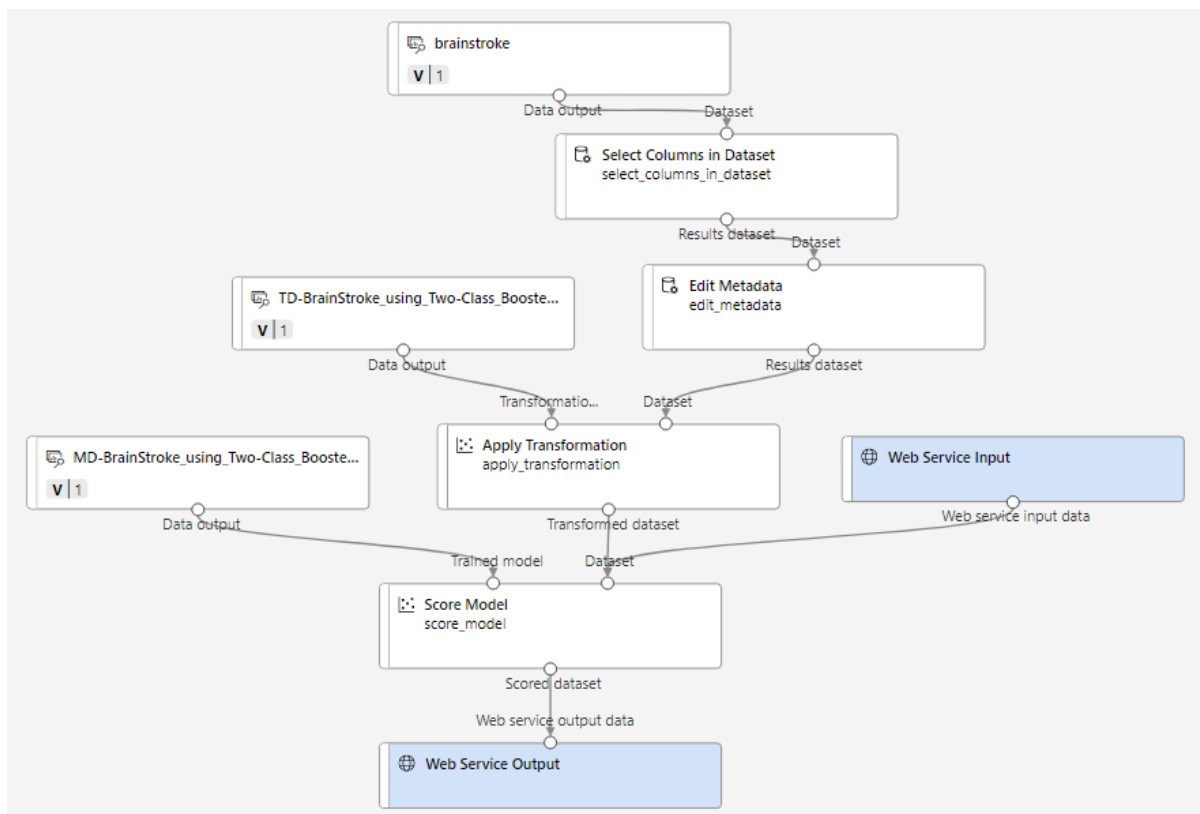 brainstroke
V 1
Data output
Dataset
Select Columns in Dataset
select_columns_in_dataset
Results dataset
Dataset
Edit Metadata
edit_metadata
Results dataset
TD-BrainStroke_using_Two-Class_Booste...
V 1
Data output
Transformatio...
Dataset
Apply Transformation
apply_transformation
Transformed dataset
MD-BrainStroke_using_Two-Class_Booste...
V 1
Data output
Web Service Input
Web service input data
Trained model
Dataset
Score Model
score_model
Scored dataset
Web service output data
Web Service Output